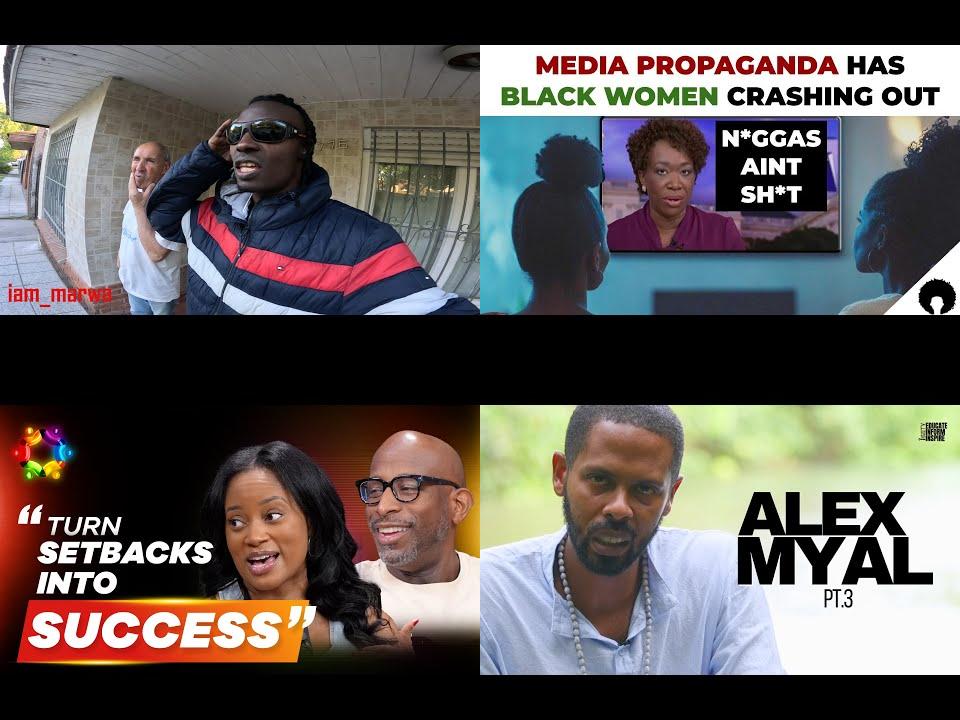 iam_marwa
MEDIA PROPAGANDA HAS
BLACK WOMEN CRASHING OUT
N*GGAS
AINT
SH*T
"TURN
SETBACKS
INTO
SUCCESS"
UNITY
EDUCATE
INFORM
INSPIRE
ALEX
MYAL
PT.3